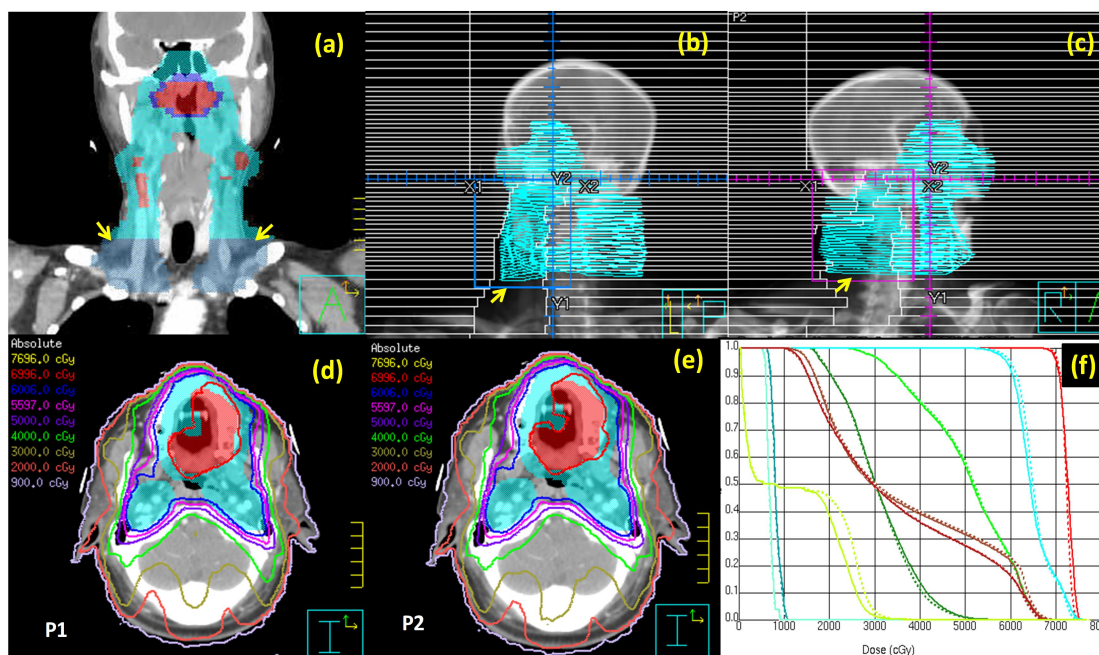 (a)
(b)
X1
Y2
X2
Y1
P2
(c)
X1
Y2
X2
Y1
A
R
A
Absolute
7696.0 cGy
6996.0 cGy
6006.0 cGy
5597.0 cGy
5000.0 cGy
4000.0 cGy
3000.0 cGy
2000.0 cGy
900.0 cGy
(d)
P1
I
Absolute
7696.0 cGy
6996.0 cGy
6006.0 cGy
5597.0 cGy
5000.0 cGy
4000.0 cGy
3000.0 cGy
2000.0 cGy
900.0 cGy
(e)
P2
I
(f)
1.0
0.9
0.8
0.7
0.6
0.5
0.4
0.3
0.2
0.1
0.0
0 1000 2000 3000 4000 5000 6000 7000 80
Dose (cGy)